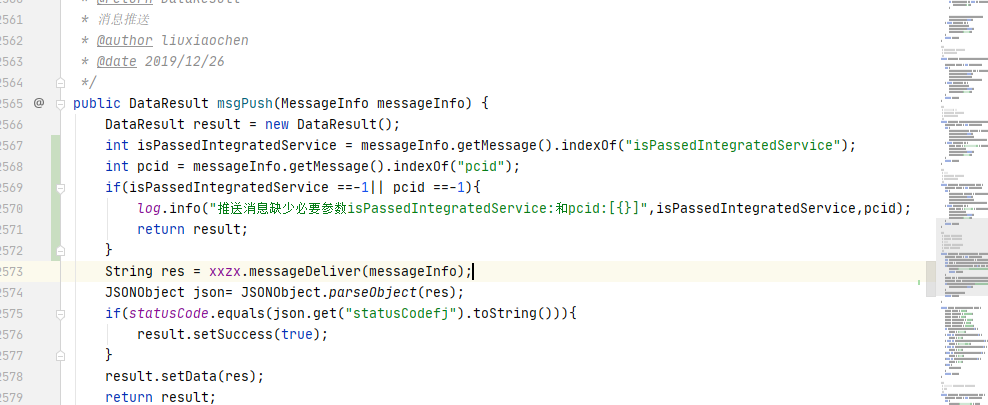 2560 * @return DataResult
2561 * 消息推送
2562 * @author liuxiaochen
2563 * @date 2019/12/26
2564 */
2565 @ public DataResult msgPush(MessageInfo messageInfo) {
2566 DataResult result = new DataResult();
2567 int isPassedIntegratedService = messageInfo.getMessage().indexOf("isPassedIntegratedService");
2568 int pcid = messageInfo.getMessage().indexOf("pcid");
2569 if(isPassedIntegratedService ==-1|| pcid ==-1){
2570 log.info("推送消息缺少必要参数isPassedIntegratedService:和pcid:[{}]",isPassedIntegratedService,pcid);
2571 return result;
2572 }
2573 String res = xxzx.messageDeliver(messageInfo);
2574 JSONObject json= JSONObject.parseObject(res);
2575 if(statusCode.equals(json.get("statusCodefj").toString())){
2576 result.setSuccess(true);
2577 }
2578 result.setData(res);
2579 return result;